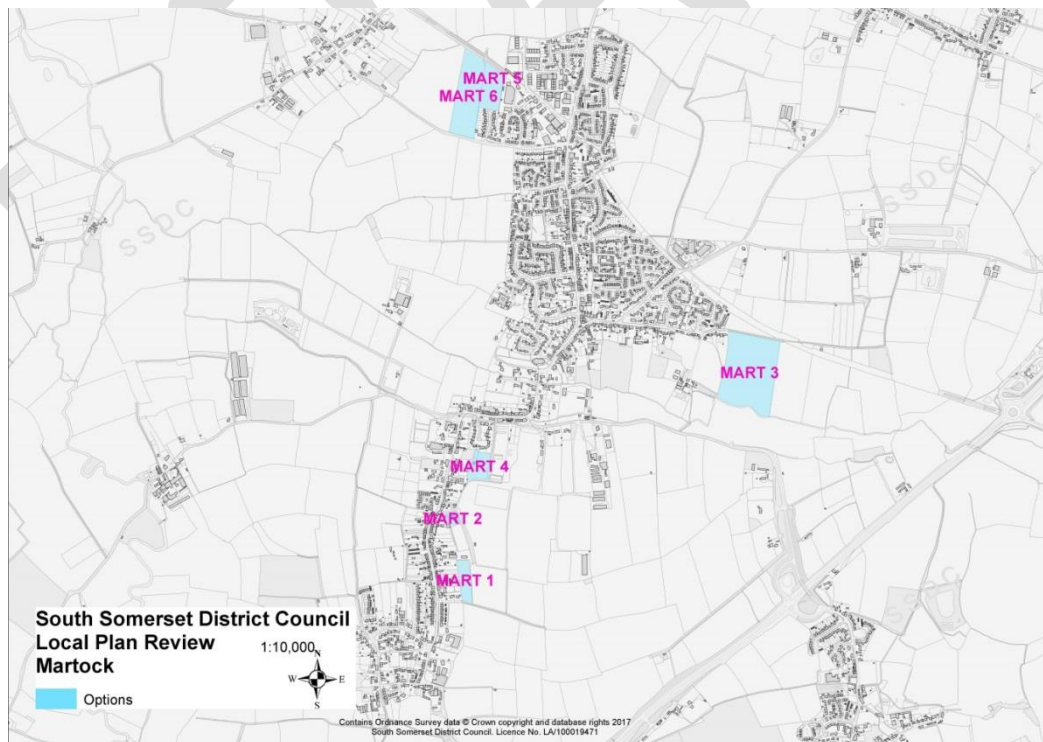 MART 5
MART 6
SSDC
MART 3
MART 4
MART 2
MART 1
SSDC
South Somerset District Council
Local Plan Review
Martock
1:10,000
N
W E
S
Options
Contains Ordnance Survey data © Crown copyright and database rights 2017
South Somerset District Council. Licence No. LA/100019471